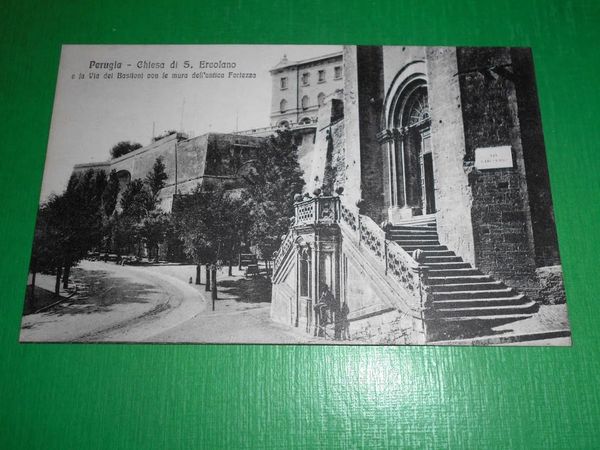 Perugia - Chiesa di S. Ercolano
e la Via dei Bastioni con le mura dell'antica Fortezza